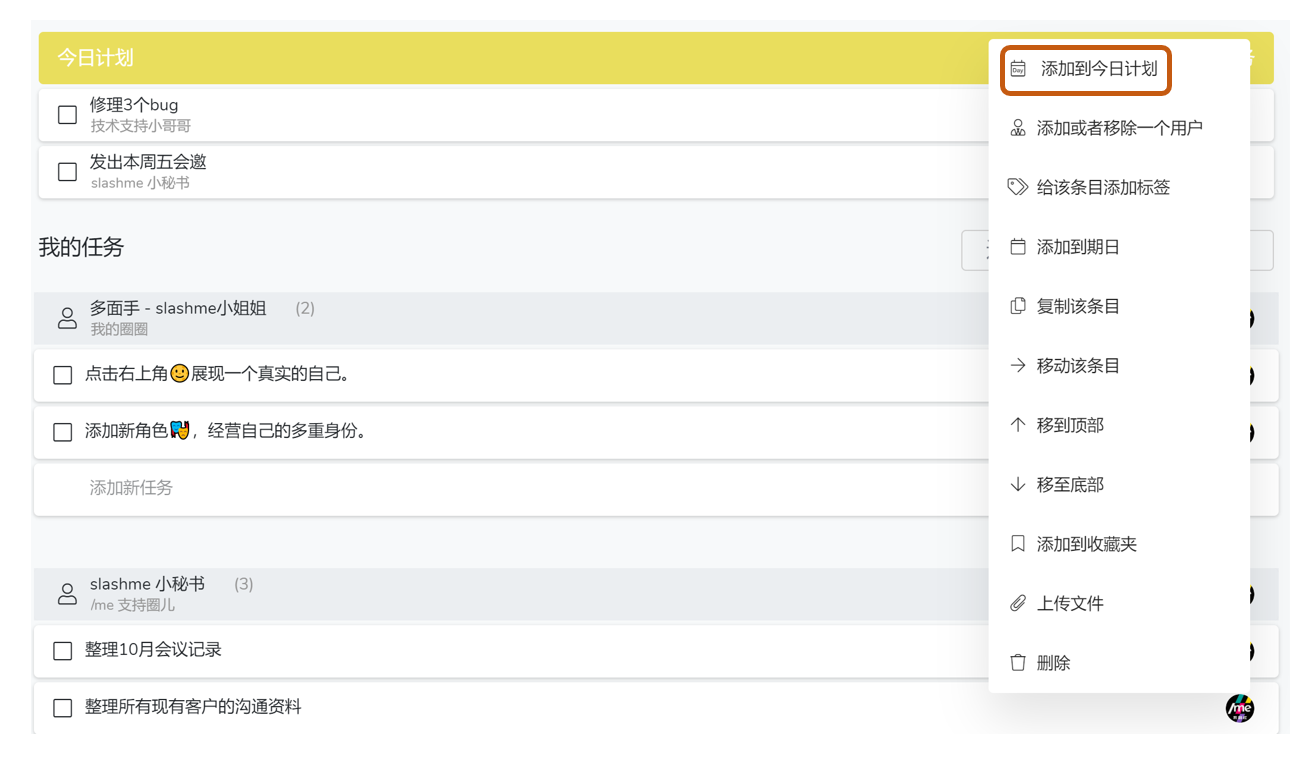 今日计划
修理3个bug
技术支持小哥哥
发出本周五会邀
slashme 小秘书
我的任务
多面手 - slashme小姐姐 (2)
我的圈圈
点击右上角🙂展现一个真实的自己。
添加新角色🎭，经营自己的多重身份。
添加新任务
slashme 小秘书 (3)
/me 支持圈儿
整理10月会议记录
整理所有现有客户的沟通资料
Day 添加到今日计划
添加或者移除一个用户
给该条目添加标签
添加到期日
复制该条目
移动该条目
移到顶部
移至底部
添加到收藏夹
上传文件
删除
/me